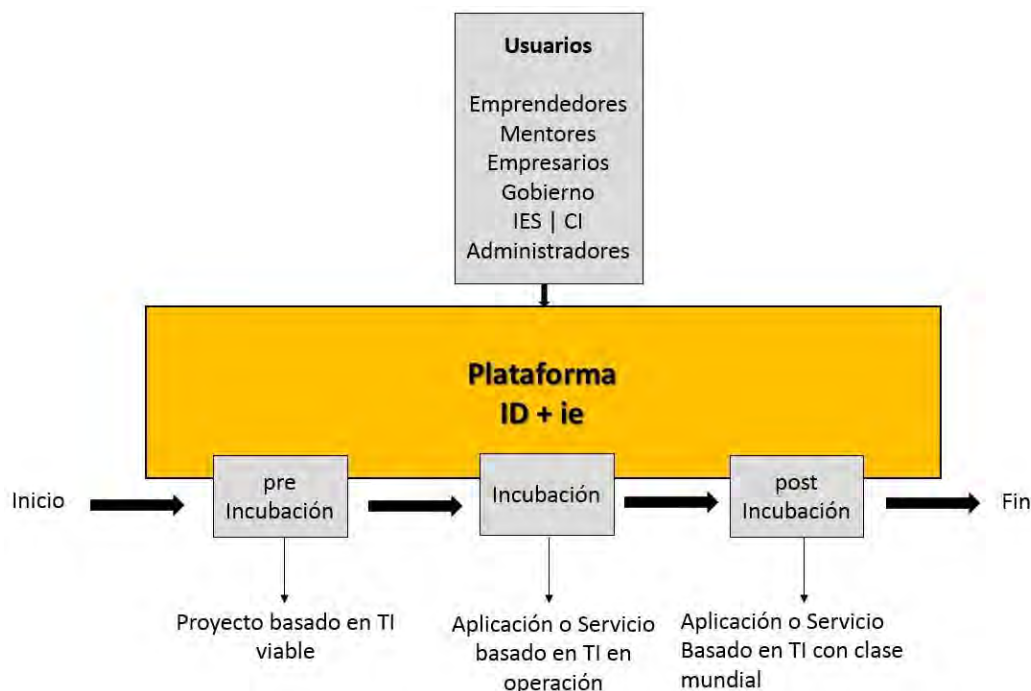 Usuarios
Emprendedores
Mentores
Empresarios
Gobierno
IES | CI
Administradores
Plataforma
ID + ie
Inicio
pre
Incubación
Incubación
post
Incubación
Fin
Proyecto basado en TI
viable
Aplicación o Servicio
basado en TI en
operación
Aplicación o Servicio
Basado en TI con clase
mundial